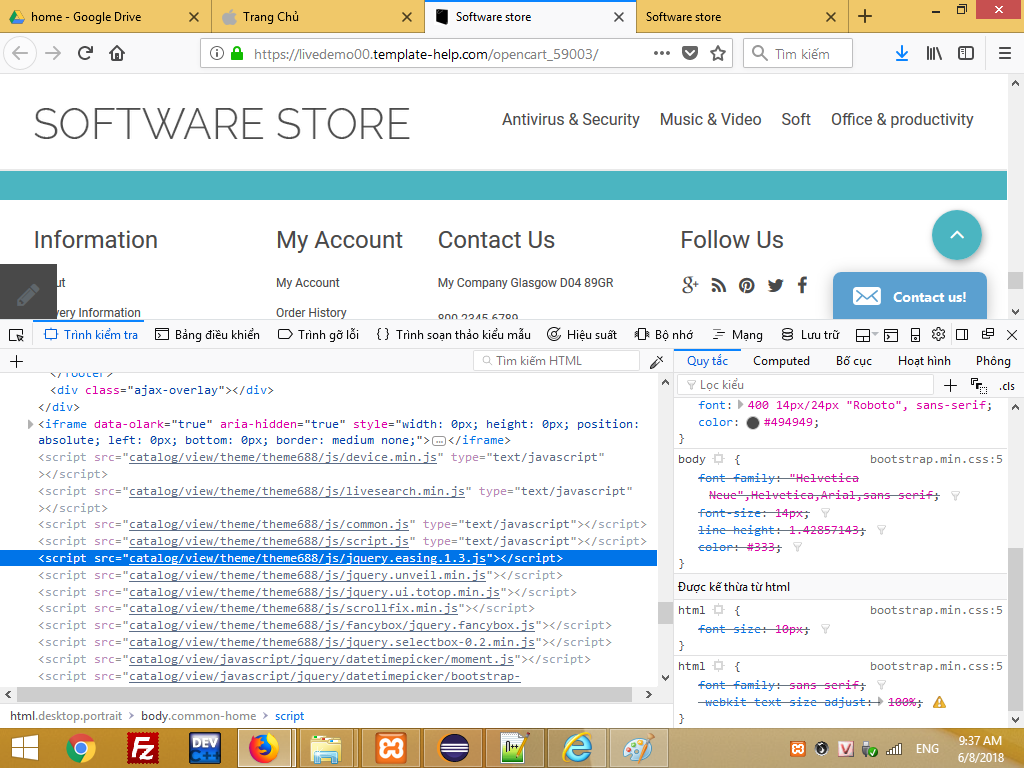 home - Google Drive
Trang Chủ
Software store
Software store
https://livedemo00.template-help.com/opencart_59003/
Tìm kiếm
SOFTWARE STORE
Antivirus & Security
Music & Video
Soft
Office & productivity
Information
My Account
Contact Us
Follow Us
My Account
My Company Glasgow D04 89GR
Order History
800 2345 6789
Contact us!
Trình kiểm tra
Bảng điều khiển
Trình gỡ lỗi
Trình soạn thảo kiểu mẫu
Hiệu suất
Bộ nhớ
Mạng
Lưu trữ
Tìm kiếm HTML
Quy tắc
Computed
Bố cục
Hoạt hình
Phông
Lọc kiểu
.cls
</footer>
<div class="ajax-overlay"></div>
</div>
<iframe data-olark="true" aria-hidden="true" style="width: 0px; height: 0px; position:
absolute; left: 0px; bottom: 0px; border: medium none;"></iframe>
<script src="catalog/view/theme/theme688/js/device.min.js" type="text/javascript"
></script>
<script src="catalog/view/theme/theme688/js/livesearch.min.js" type="text/javascript"
></script>
<script src="catalog/view/theme/theme688/js/common.js" type="text/javascript"></script>
<script src="catalog/view/theme/theme688/js/script.js" type="text/javascript"></script>
<script src="catalog/view/theme/theme688/js/jquery.easing.1.3.js"></script>
<script src="catalog/view/theme/theme688/js/jquery.unveil.min.js"></script>
<script src="catalog/view/theme/theme688/js/jquery.ui.totop.min.js"></script>
<script src="catalog/view/theme/theme688/js/scrollfix.min.js"></script>
<script src="catalog/view/theme/theme688/js/fancybox/jquery.fancybox.js"></script>
<script src="catalog/view/theme/theme688/js/jquery.selectbox-0.2.min.js"></script>
<script src="catalog/view/javascript/jquery/datetimepicker/moment.js"></script>
<script src="catalog/view/javascript/jquery/datetimepicker/bootstrap-
font: 400 14px/24px "Roboto", sans-serif;
color: #494949;
}
body { bootstrap.min.css:5
font-family: "Helvetica
Neue",Helvetica,Arial,sans-serif;
font-size: 14px;
line-height: 1.42857143;
color: #333;
}
Được kế thừa từ html
html { bootstrap.min.css:5
font-size: 10px;
}
html { bootstrap.min.css:5
font-family: sans-serif;
-webkit-text-size-adjust: 100%;
}
html.desktop.portrait
body.common-home
script
DEV
C++
ENG
9:37 AM
6/8/2018